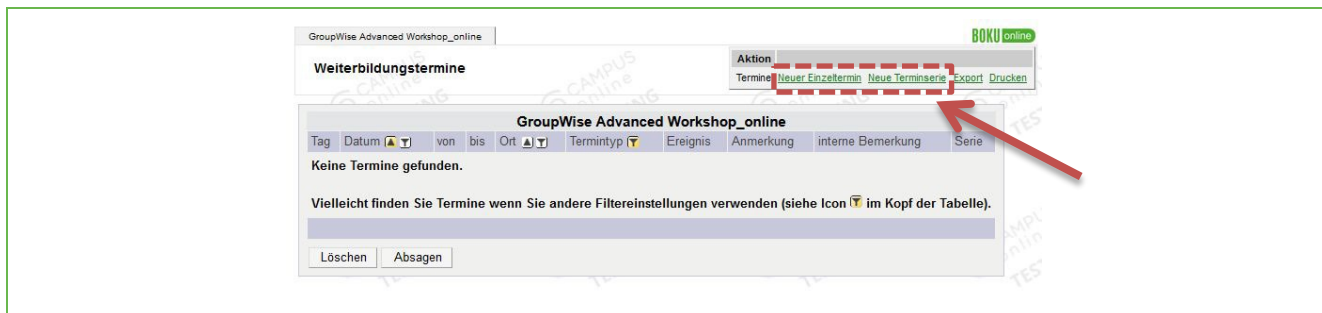 GroupWise Advanced Workshop_online
BOKU online
Weiterbildungstermine
Aktion
Termine Neuer Einzeltermin Neue Terminserie Export Drucken
GroupWise Advanced Workshop_online
Tag Datum von bis Ort Termintyp Ereignis Anmerkung interne Bemerkung Serie
Keine Termine gefunden.
Vielleicht finden Sie Termine wenn Sie andere Filtereinstellungen verwenden (siehe Icon im Kopf der Tabelle).
Löschen Absagen